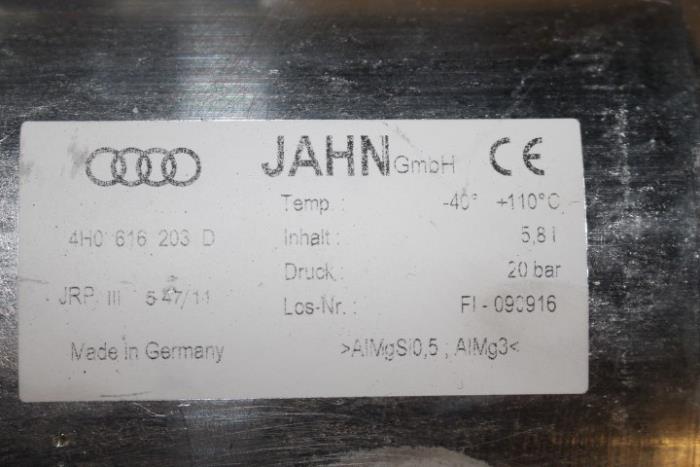 JAHN GmbH CE
Temp.: -40° +110°C
4H0 616 203 D Inhalt: 5,8 l
Druck: 20 bar
JRP III 5 47/11 Los-Nr.: FI-090916
Made in Germany >AlMgSi0,5 ; AlMg3<